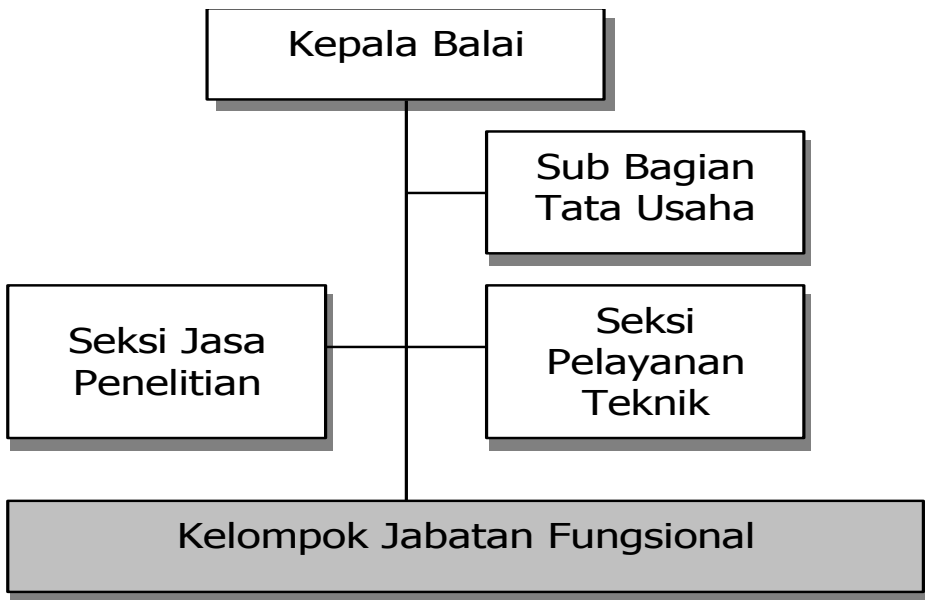 Kepala Balai
Sub Bagian
Tata Usaha
Seksi Jasa
Penelitian
Seksi
Pelayanan
Teknik
Kelompok Jabatan Fungsional